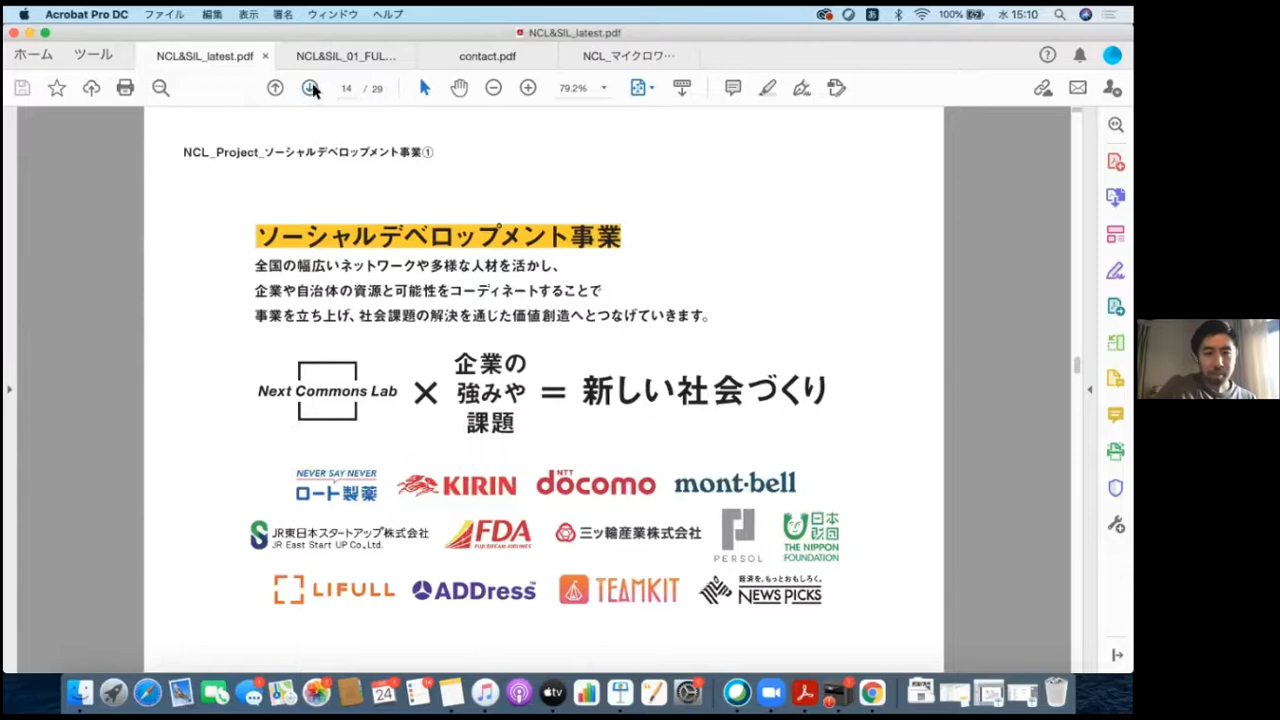 Acrobat Pro DC ファイル 編集 表示 署名 ウィンドウ ヘルプ 100% 水 15:10
NCL&SIL_latest.pdf
ホーム ツール NCL&SIL_latest.pdf × NCL&SIL_01_FUL... contact.pdf NCL_マイクロワ...
14 / 29 79.2%
NCL_Project_ソーシャルデベロップメント事業①
ソーシャルデベロップメント事業
全国の幅広いネットワークや多様な人材を活かし、
企業や自治体の資源と可能性をコーディネートすることで
事業を立ち上げ、社会課題の解決を通じた価値創造へとつなげていきます。
Next Commons Lab × 企業の
強みや
課題
= 新しい社会づくり
NEVER SAY NEVER
ロート製薬
KIRIN
NTT
docomo
mont-bell
JR東日本スタートアップ株式会社
JR East Start UP Co.,Ltd.
FDA
FUJI DREAM AIRLINES
三ッ輪産業株式会社
PERSOL
日本
財団
THE NIPPON
FOUNDATION
LIFULL
ADDress
TEAMKIT
経済を、もっとおもしろく。
NEWS PICKS
24
tv